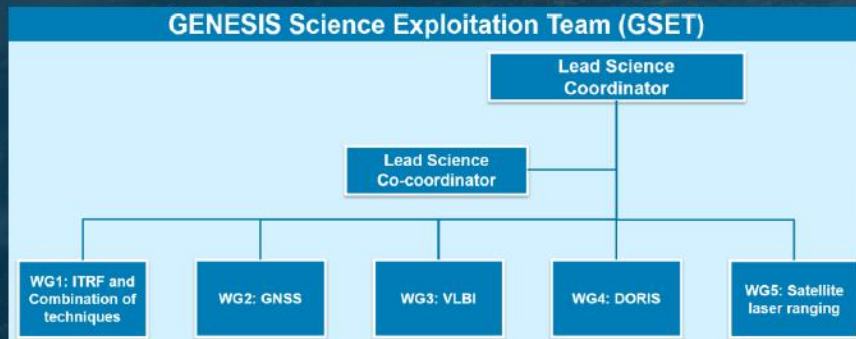 GENESIS Science Exploitation Team (GSET)
Lead Science
Coordinator
Lead Science
Co-coordinator
WG1: ITRF and
Combination of
techniques
WG2: GNSS
WG3: VLBI
WG4: DORIS
WG5: Satellite
laser ranging